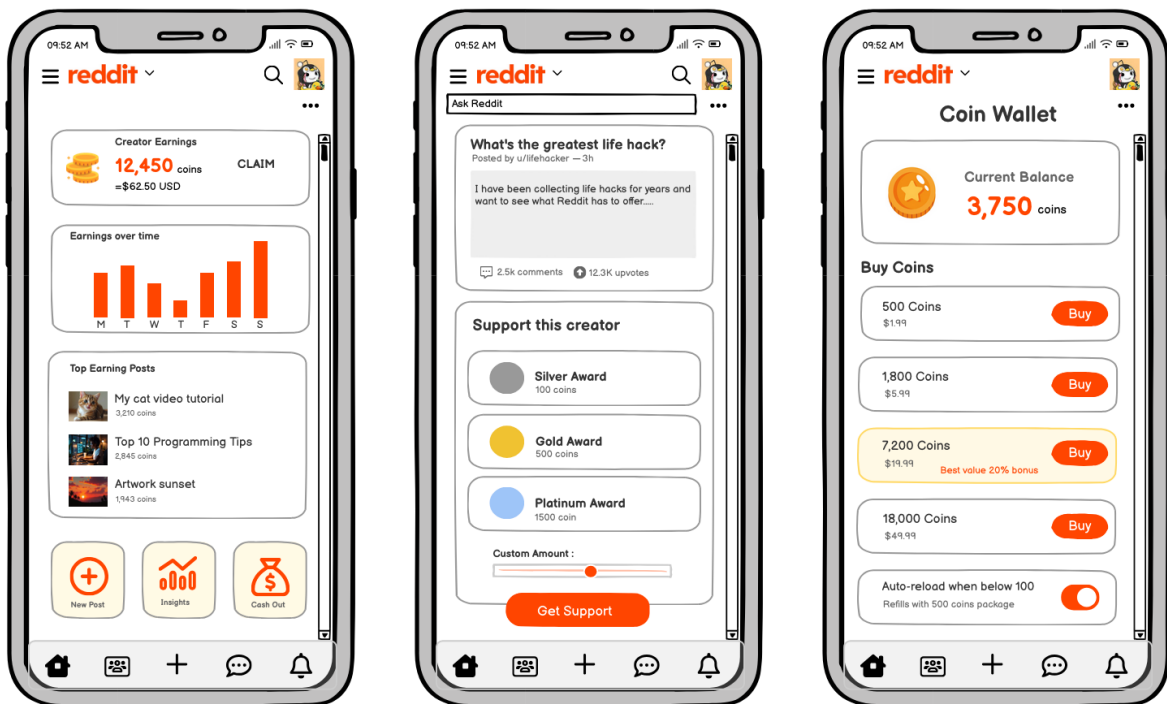 09:52 AM
reddit
Creator Earnings
12,450 coins
CLAIM
=$62.50 USD
Earnings over time
M T W T F S S
Top Earning Posts
My cat video tutorial
3,210 coins
Top 10 Programming Tips
2,845 coins
Artwork sunset
1,943 coins
New Post
Insights
Cash Out
09:52 AM
reddit
Ask Reddit
What's the greatest life hack?
Posted by u/lifehacker — 3h
I have been collecting life hacks for years and
want to see what Reddit has to offer.....
2.5k comments 12.3K upvotes
Support this creator
Silver Award
100 coins
Gold Award
500 coins
Platinum Award
1500 coin
Custom Amount :
Get Support
09:52 AM
reddit
Coin Wallet
Current Balance
3,750 coins
Buy Coins
500 Coins
$1.99
Buy
1,800 Coins
$5.99
Buy
7,200 Coins
$19.99
Best value 20% bonus
Buy
18,000 Coins
$49.99
Buy
Auto-reload when below 100
Refills with 500 coins package